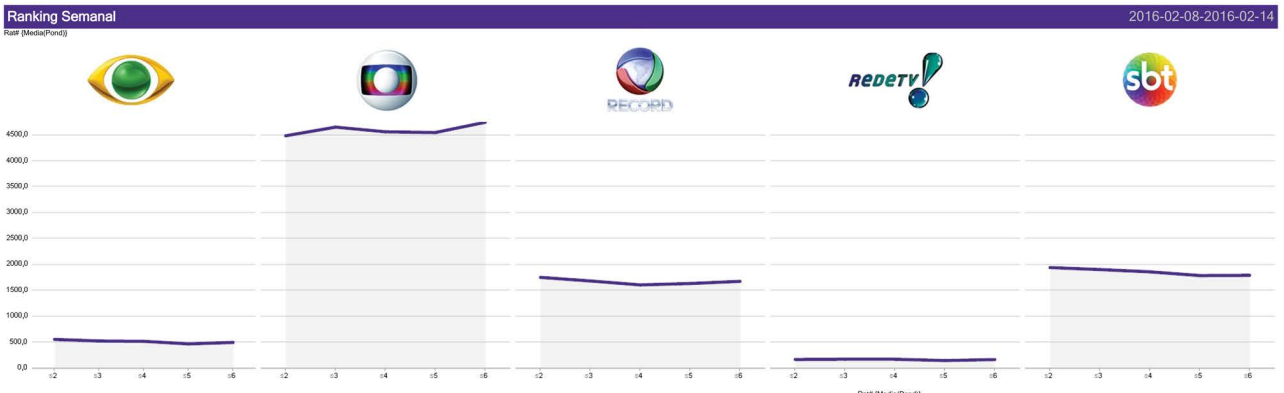 Ranking Semanal 2016-02-08-2016-02-14
Rat# {Media(Pond)}
RECORD
REDETV!
sbt
4500,0
4000,0
3500,0
3000,0
2500,0
2000,0
1500,0
1000,0
500,0
0,0
s2 s3 s4 s5 s6 s2 s3 s4 s5 s6 s2 s3 s4 s5 s6 s2 s3 s4 s5 s6 s2 s3 s4 s5 s6